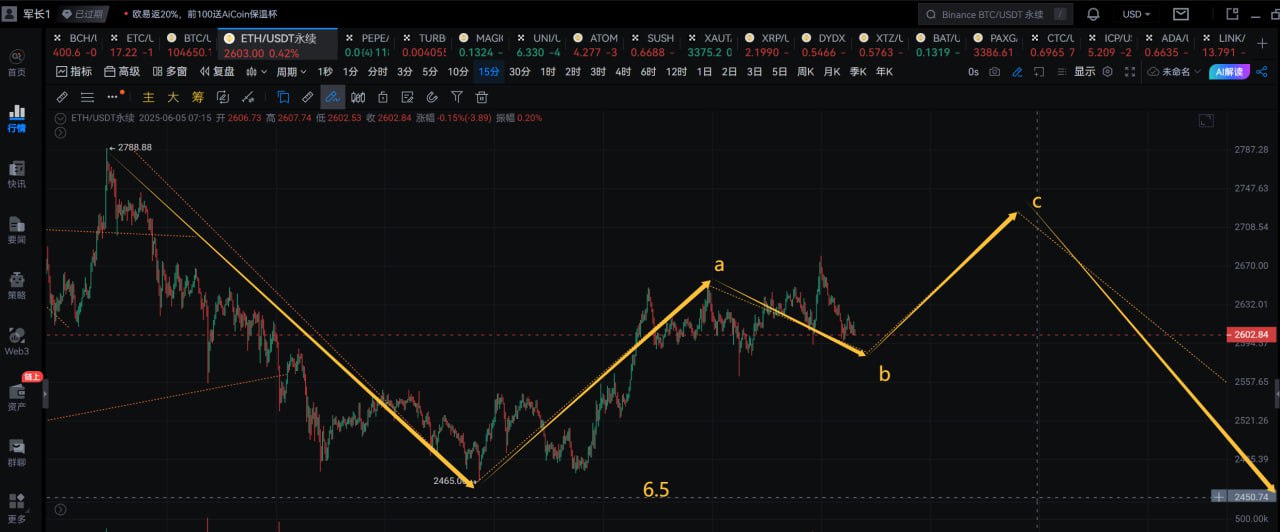 军长1 已过期 • 欧易返20%，前100送AiCoin保温杯
Binance BTC/USDT 永续 /
USD
BCH/ ETC/U BTC/U ETH/USDT永续 PEPE/ TURB MAGI UNI/U ATOM SUSH XAUT XRP/U DYDX XTZ/U BAT/U PAXG/ CKB/ ICP/US ADA/U LINK/
400.6 -0 17.22 -1 104650.1 2603.00 0.42% 0.0(4)118 0.004055 0.1324 - 6.330 -4 4.277 -3 0.6688 - 3375.2 0 2.1990 - 0.5466 - 0.5763 - 0.1319 - 3386.61 0.6965 7 5.209 -2 0.6635 - 13.791 -
首页
指标 高级 多窗 复盘 周期 1秒 1分 分时 3分 5分 10分 15分 30分 1时 2时 3时 4时 6时 12时 1日 2日 3日 5日 周K 月K 季K 年K 0s 显示 未命名 AI解读
主 大 筹
行情
ETH/USDT永续 2025-06-05 07:15 开 2606.73 高 2607.74 低 2602.53 收 2602.84 涨幅 -0.15%(-3.89) 振幅 0.20%
快讯
要闻
策略
Web3
链上
资产
群聊
更多
2788.88
a
b
c
2465.0
6.5
2787.28
2747.63
2708.54
2670.00
2632.01
2602.84
2594.57
2557.65
2521.26
2450.74
500.00k